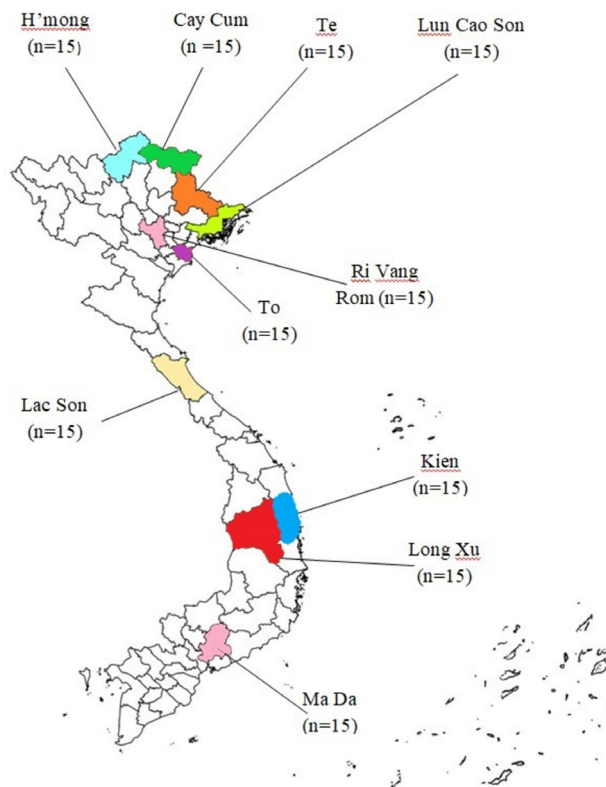 H'mong
(n=15)
Cay Cum
(n =15)
Te
(n=15)
Lun Cao Son
(n=15)
Ri Vang
Rom (n=15)
To
(n=15)
Lac Son
(n=15)
Kien
(n=15)
Long Xu
(n=15)
Ma Da
(n=15)